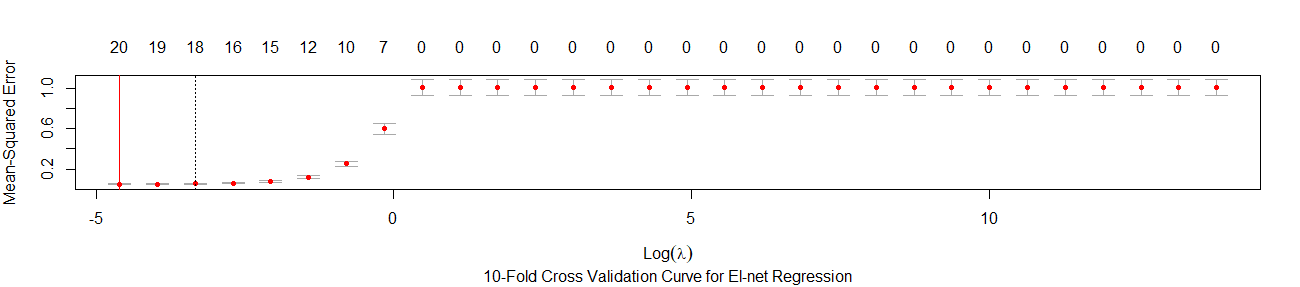 20 19 18 16 15 12 10 7 0 0 0 0 0 0 0 0 0 0 0 0 0 0 0 0 0 0 0 0 0 0
Mean-Squared Error
1.0
0.6
0.2
-5 0 5 10
Log(λ)
10-Fold Cross Validation Curve for El-net Regression